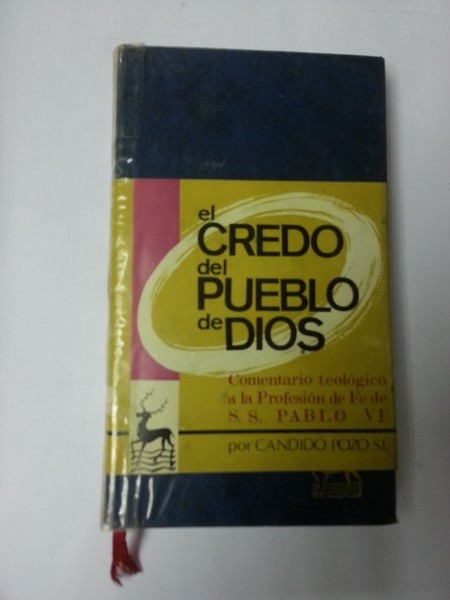 el
CREDO
del
PUEBLO
de DIOS
Comentario teológico
a la Profesión de Fe de
S. S. PABLO VI
por CANDIDO POZO S.I.